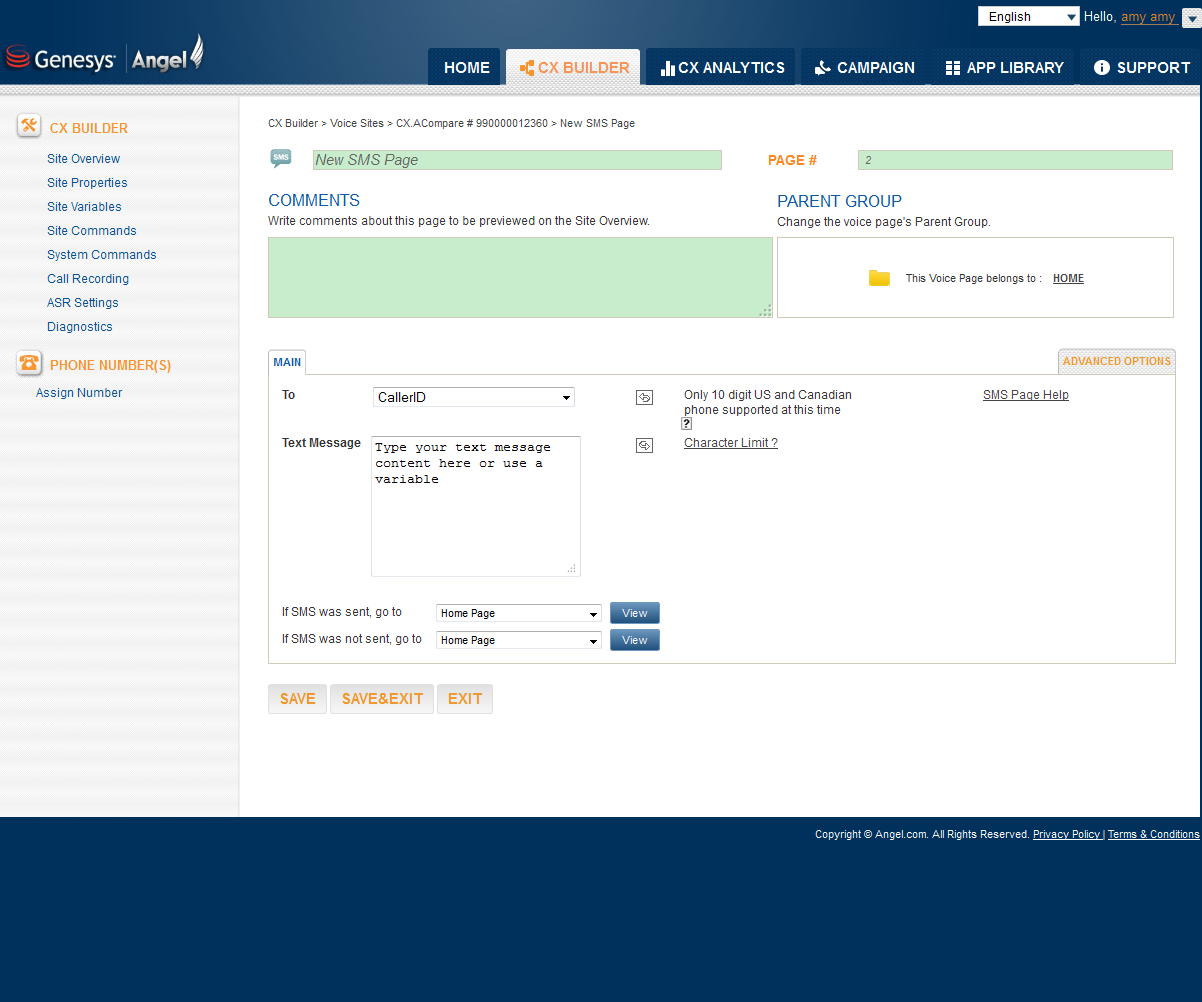 English Hello, amy amy
Genesys Angel
HOME CX BUILDER CX ANALYTICS CAMPAIGN APP LIBRARY SUPPORT
CX BUILDER
Site Overview
Site Properties
Site Variables
Site Commands
System Commands
Call Recording
ASR Settings
Diagnostics
PHONE NUMBER(S)
Assign Number
CX Builder > Voice Sites > CX.ACompare # 990000012360 > New SMS Page
SMS New SMS Page PAGE # 2
COMMENTS
Write comments about this page to be previewed on the Site Overview.
PARENT GROUP
Change the voice page's Parent Group.
This Voice Page belongs to : HOME
MAIN ADVANCED OPTIONS
To CallerID Only 10 digit US and Canadian SMS Page Help
phone supported at this time
?
Text Message Character Limit ?
Type your text message
content here or use a
variable
If SMS was sent, go to Home Page View
If SMS was not sent, go to Home Page View
SAVE SAVE&EXIT EXIT
Copyright © Angel.com. All Rights Reserved. Privacy Policy | Terms & Conditions